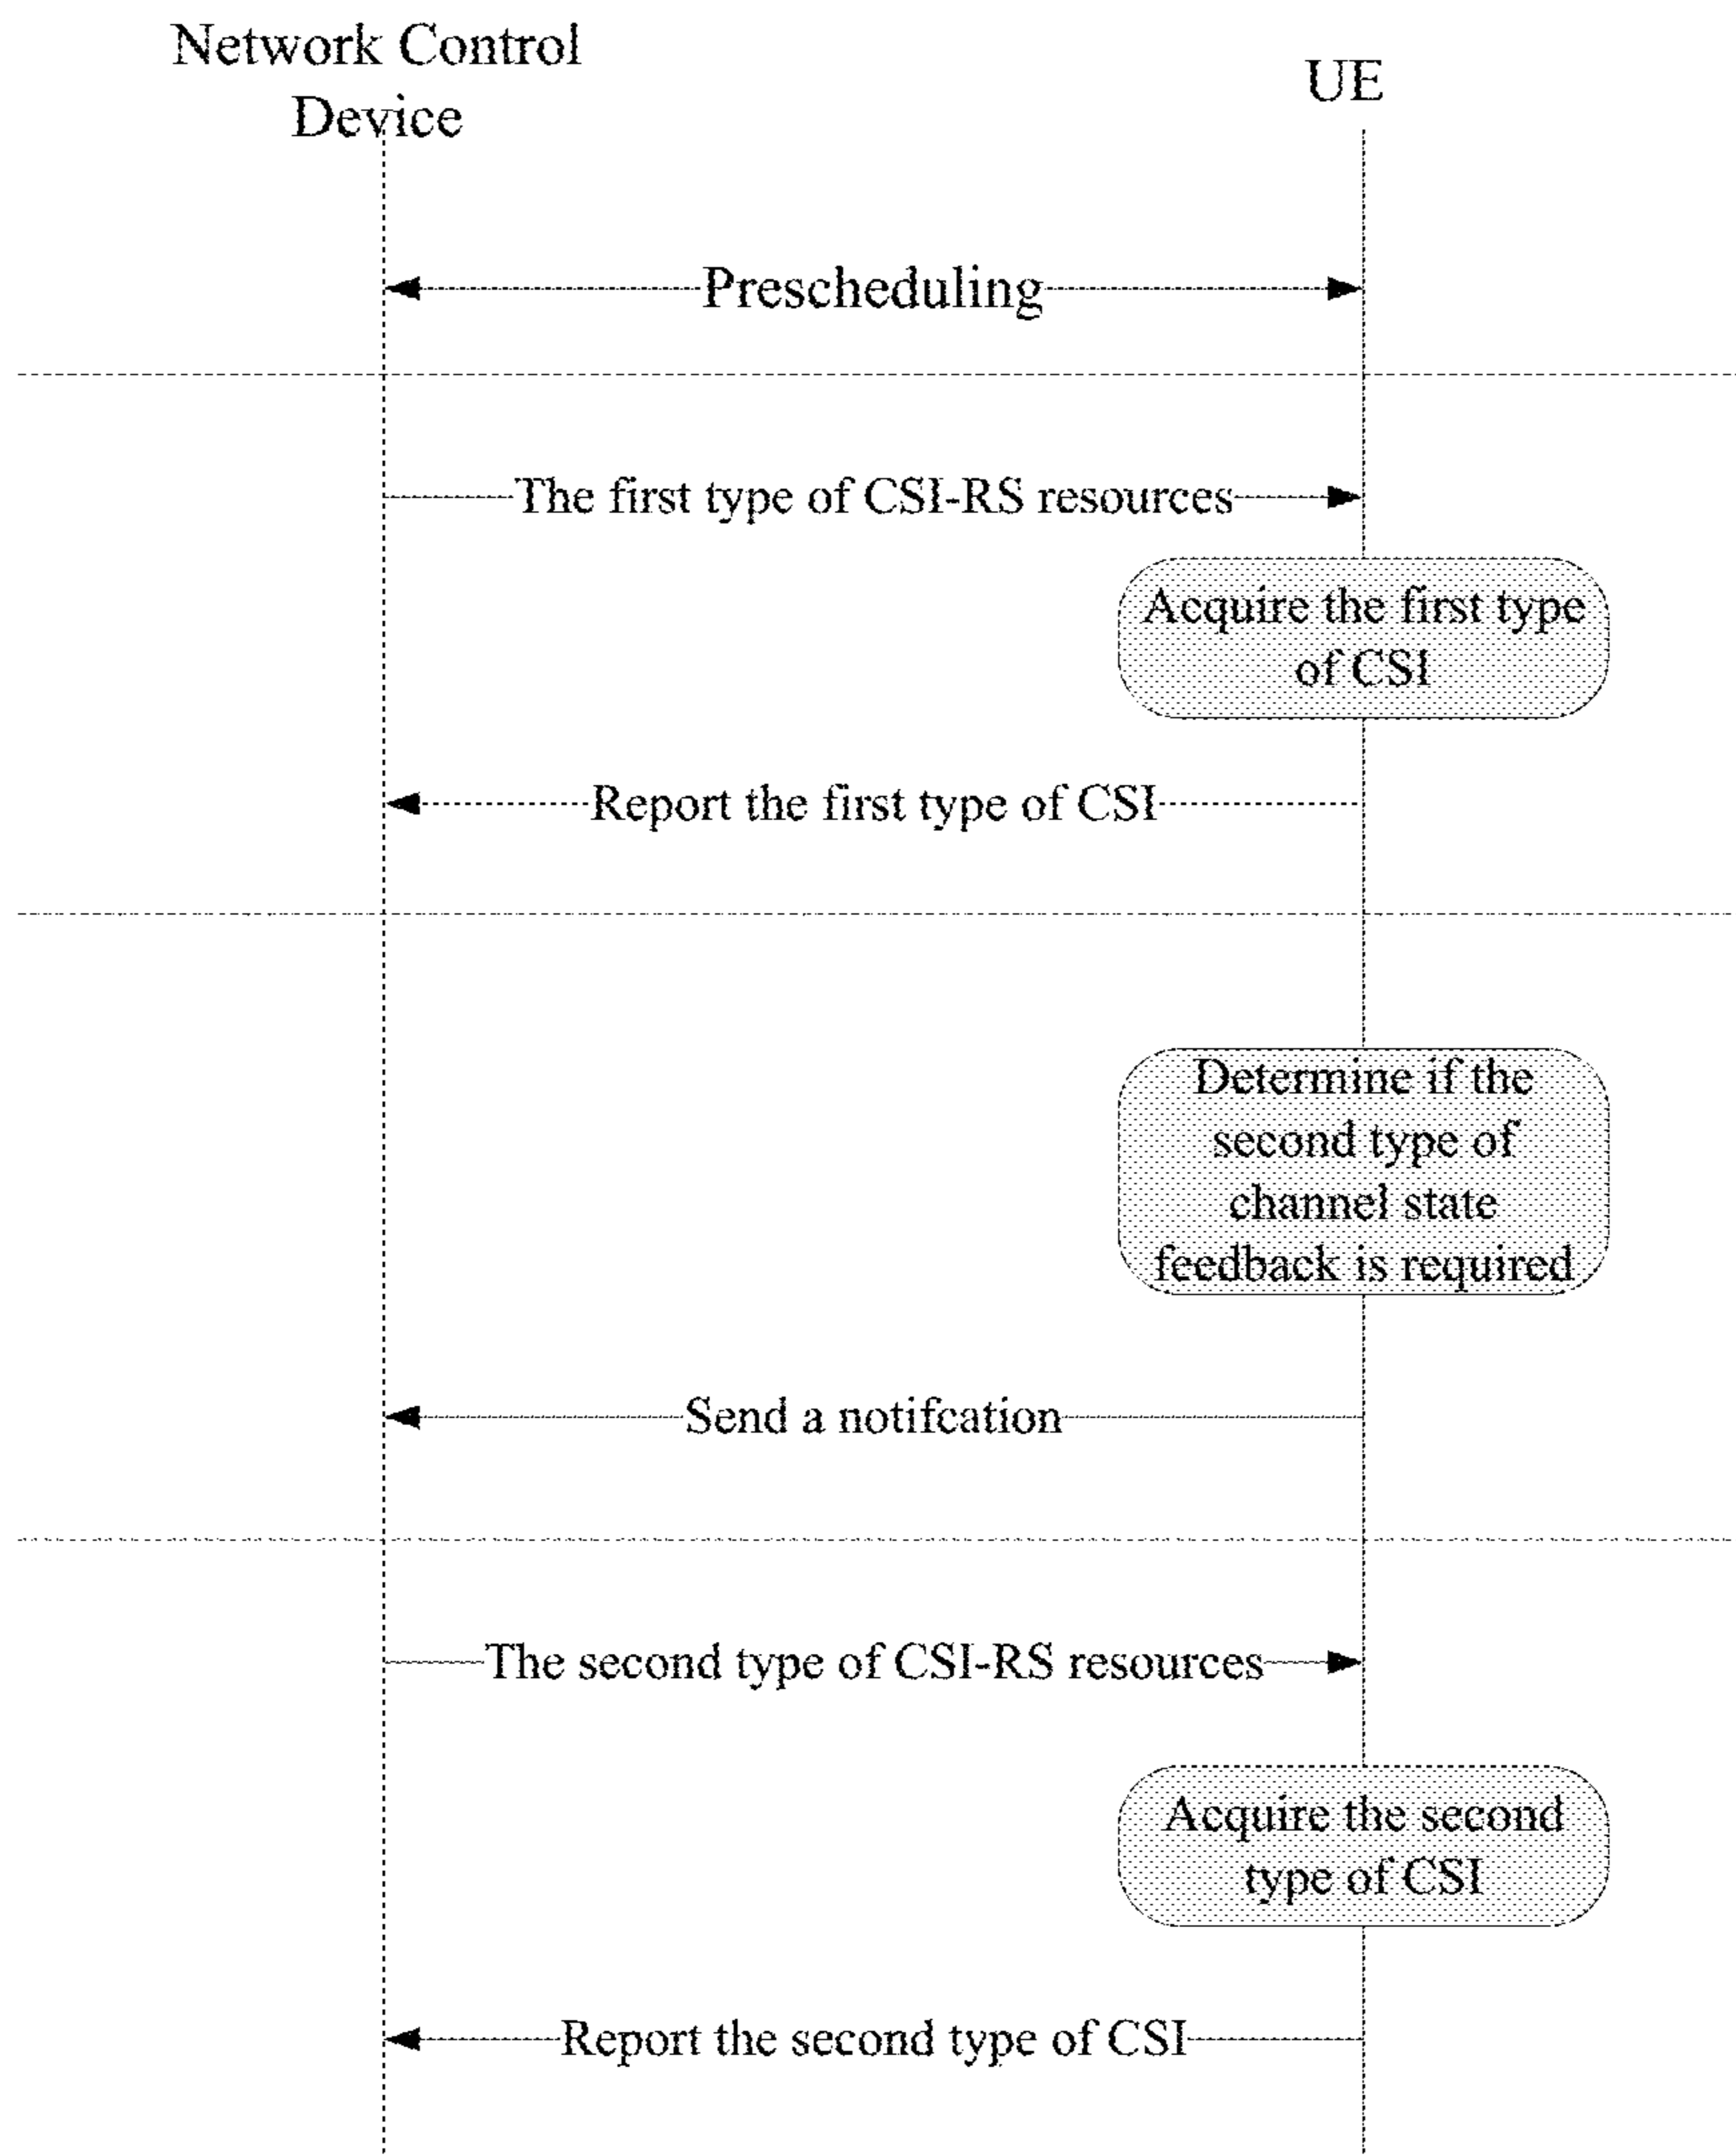 Network Control
Device
UE
Prescheduling
The first type of CSI-RS resources
Acquire the first type
of CSI
Report the first type of CSI
Determine if the
second type of
channel state
feedback is required
Send a notifcation
The second type of CSI-RS resources
Acquire the second
type of CSI
Report the second type of CSI